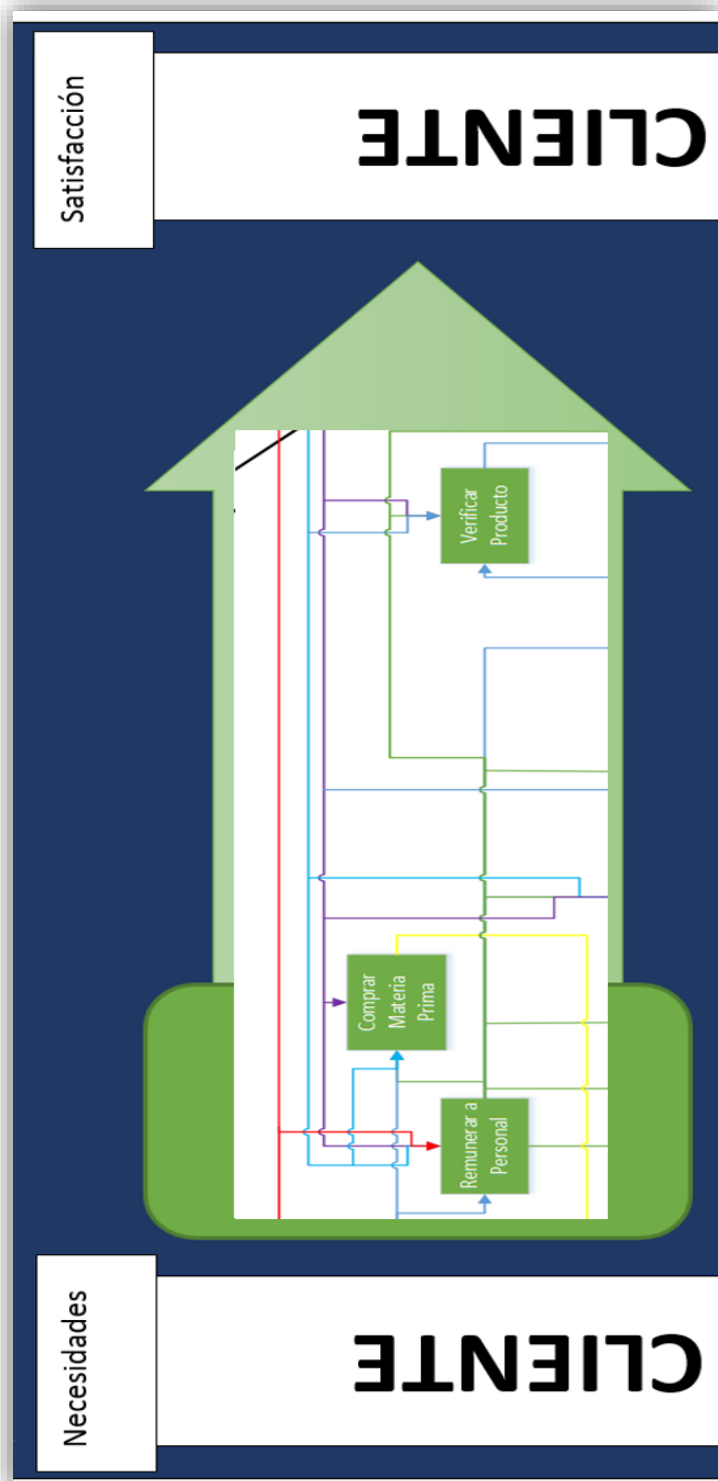 Satisfacción
CLIENTE
Verificar
Producto
Comprar
Materia
Prima
Remunerar a
Personal
Necesidades
CLIENTE